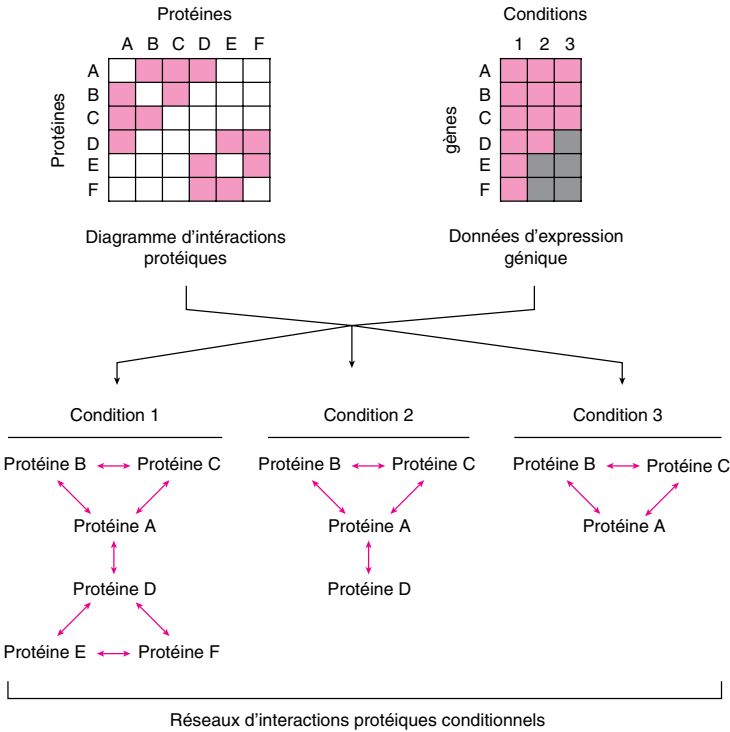 Protéines
A B C D E F
Protéines
A
B
C
D
E
F
Diagramme d'intéractions
protéiques
Conditions
1 2 3
gènes
A
B
C
D
E
F
Données d'expression
génique
Condition 1
Protéine B
Protéine C
Protéine A
Protéine D
Protéine E
Protéine F
Condition 2
Protéine B
Protéine C
Protéine A
Protéine D
Condition 3
Protéine B
Protéine C
Protéine A
Réseaux d'interactions protéiques conditionnels